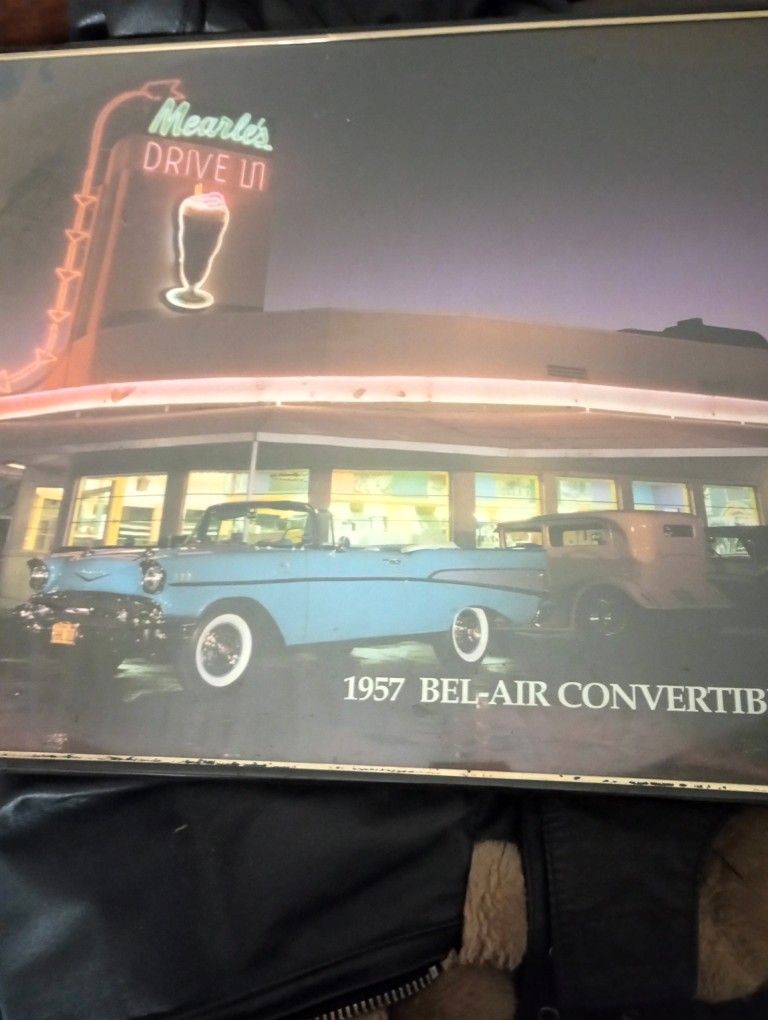 Mearle's
DRIVE IN
1957 BEL-AIR CONVERTIB